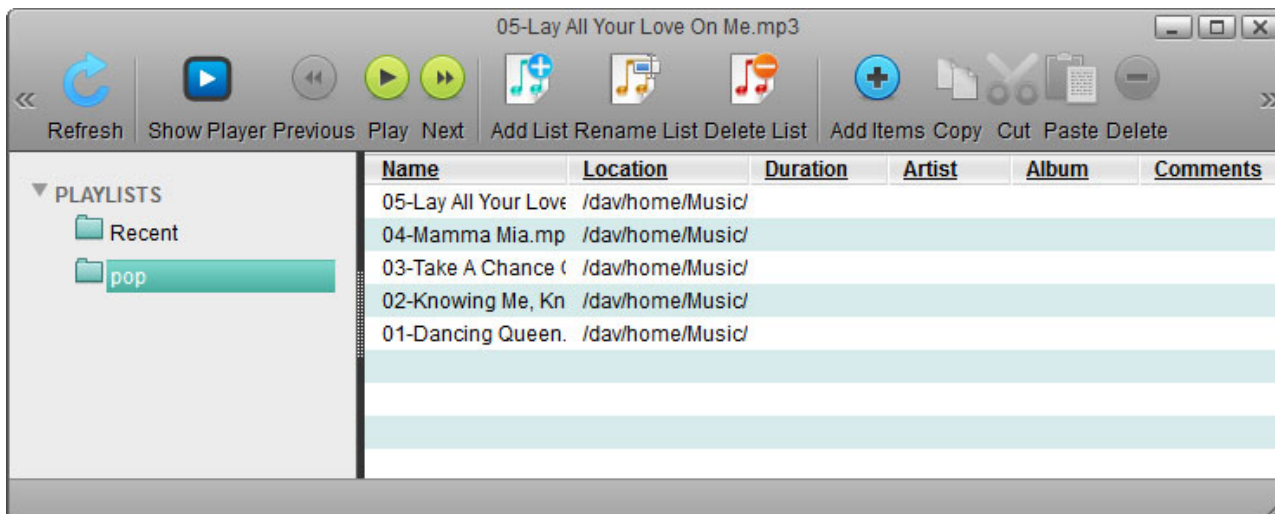 05-Lay All Your Love On Me.mp3
Refresh Show Player Previous Play Next Add List Rename List Delete List Add Items Copy Cut Paste Delete
PLAYLISTS
Recent
pop
Name Location Duration Artist Album Comments
05-Lay All Your Love /dav/home/Music/
04-Mamma Mia.mp /dav/home/Music/
03-Take A Chance ( /dav/home/Music/
02-Knowing Me, Kn /dav/home/Music/
01-Dancing Queen. /dav/home/Music/